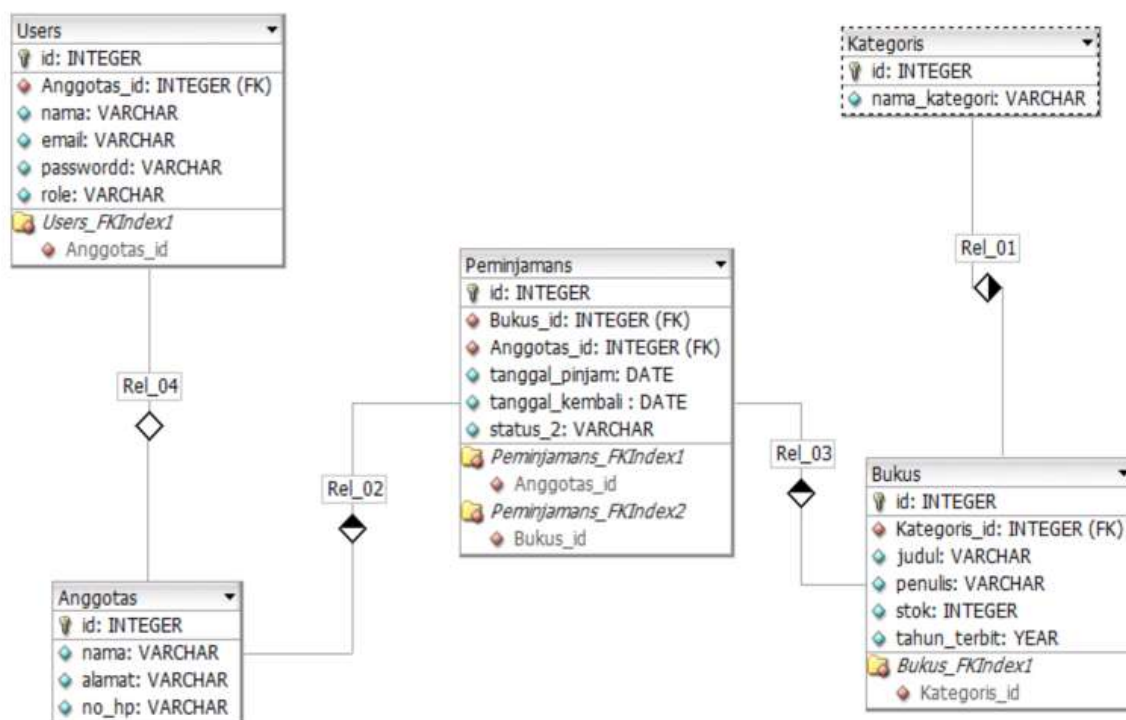 Users
id: INTEGER
Anggotas_id: INTEGER (FK)
nama: VARCHAR
email: VARCHAR
passwordd: VARCHAR
role: VARCHAR
Users_FKIndex1
Anggotas_id
Kategoris
id: INTEGER
nama_kategori: VARCHAR
Rel_01
Peminjamans
id: INTEGER
Bukus_id: INTEGER (FK)
Anggotas_id: INTEGER (FK)
tanggal_pinjam: DATE
tanggal_kembali : DATE
status_2: VARCHAR
Peminjamans_FKIndex1
Anggotas_id
Peminjamans_FKIndex2
Bukus_id
Rel_04
Rel_02
Rel_03
Bukus
id: INTEGER
Kategoris_id: INTEGER (FK)
judul: VARCHAR
penulis: VARCHAR
stok: INTEGER
tahun_terbit: YEAR
Bukus_FKIndex1
Kategoris_id
Anggotas
id: INTEGER
nama: VARCHAR
alamat: VARCHAR
no_hp: VARCHAR